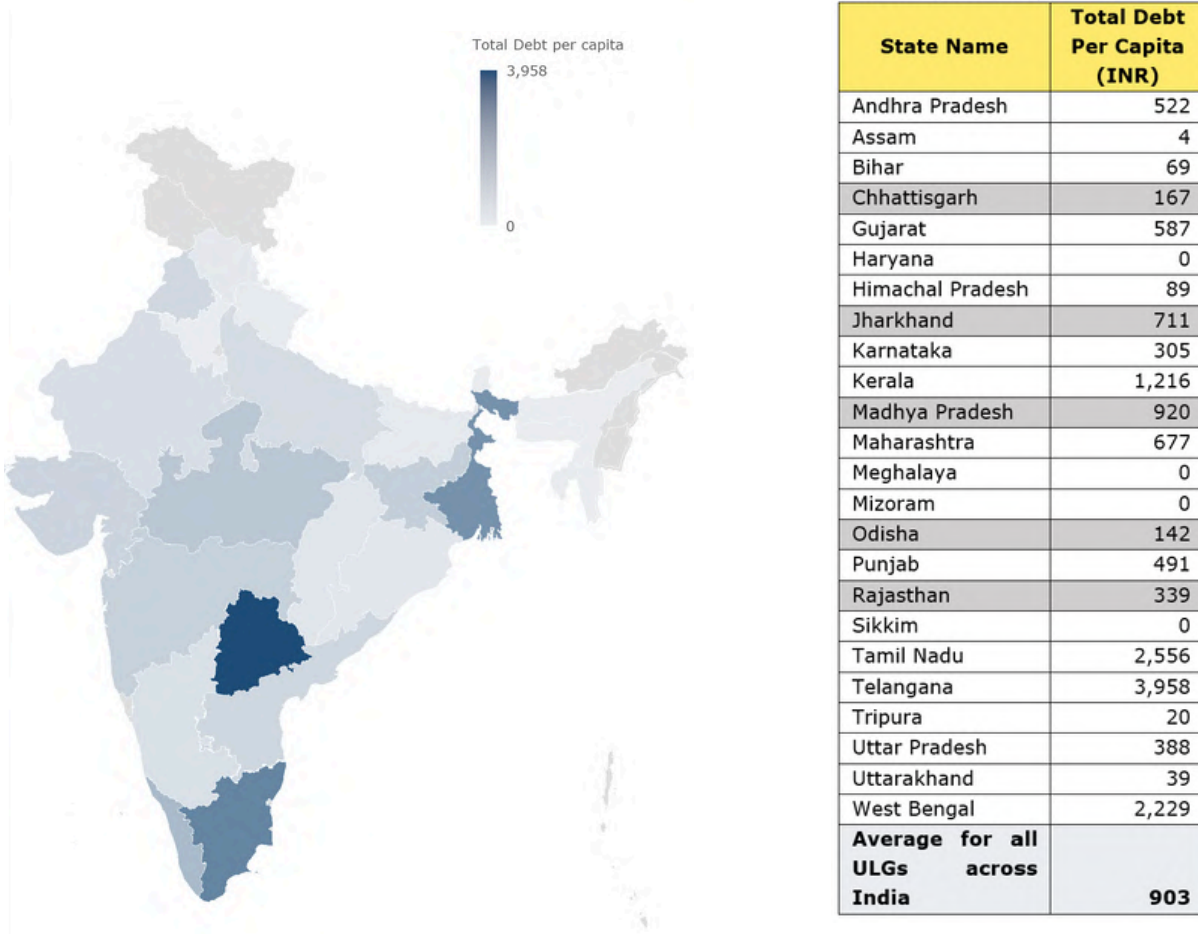 Total Debt per capita
3,958
0
State Name Total Debt Per Capita (INR)
Andhra Pradesh 522
Assam 4
Bihar 69
Chhattisgarh 167
Gujarat 587
Haryana 0
Himachal Pradesh 89
Jharkhand 711
Karnataka 305
Kerala 1,216
Madhya Pradesh 920
Maharashtra 677
Meghalaya 0
Mizoram 0
Odisha 142
Punjab 491
Rajasthan 339
Sikkim 0
Tamil Nadu 2,556
Telangana 3,958
Tripura 20
Uttar Pradesh 388
Uttarakhand 39
West Bengal 2,229
Average for all
ULGs across
India 903